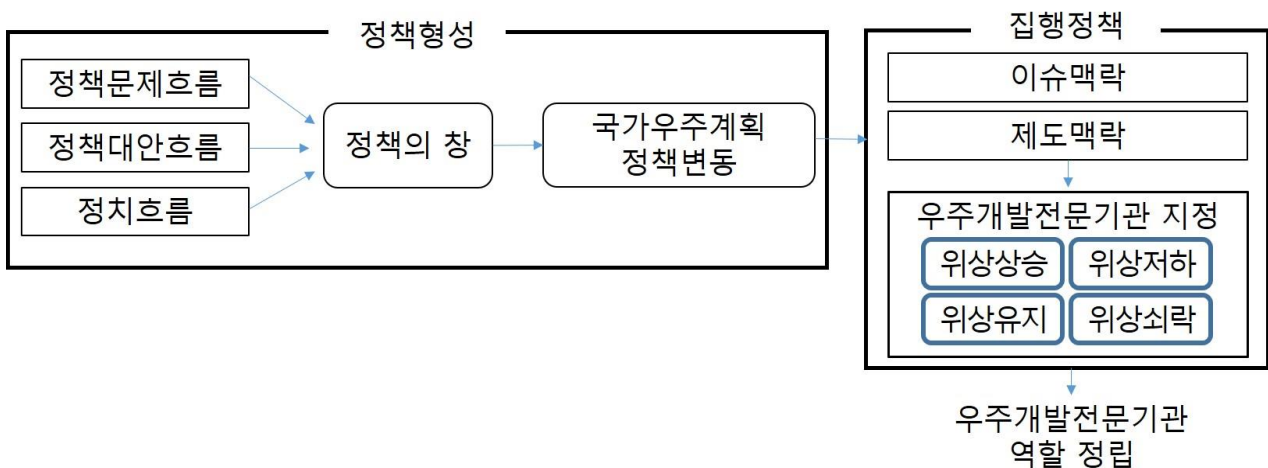 정책형성
정책문제흐름
정책대안흐름
정치흐름
정책의 창
국가우주계획
정책변동
집행정책
이슈맥락
제도맥락
우주개발전문기관 지정
위상상승
위상저하
위상유지
위상쇠락
우주개발전문기관
역할 정립